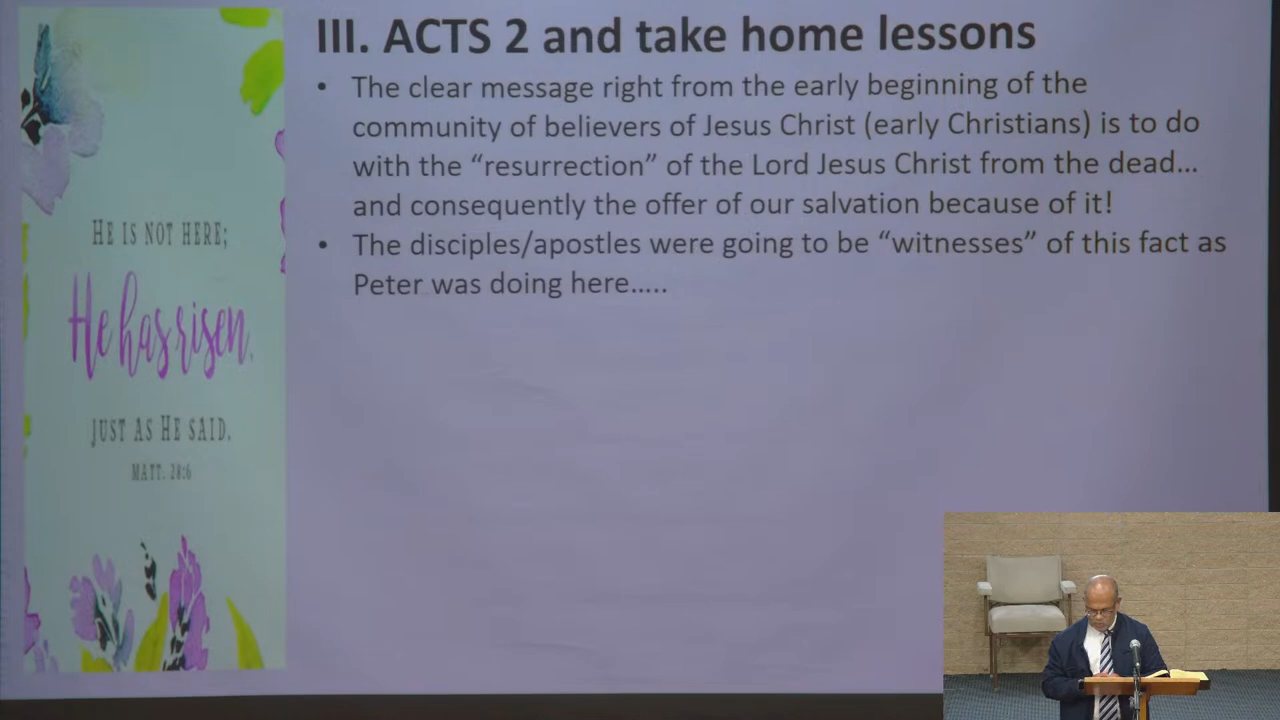 III. ACTS 2 and take home lessons
• The clear message right from the early beginning of the
community of believers of Jesus Christ (early Christians) is to do
with the “resurrection” of the Lord Jesus Christ from the dead...
and consequently the offer of our salvation because of it!
• The disciples/apostles were going to be “witnesses” of this fact as
Peter was doing here.....
HE IS NOT HERE;
He has risen.
JUST AS HE SAID.
MATT. 28:6